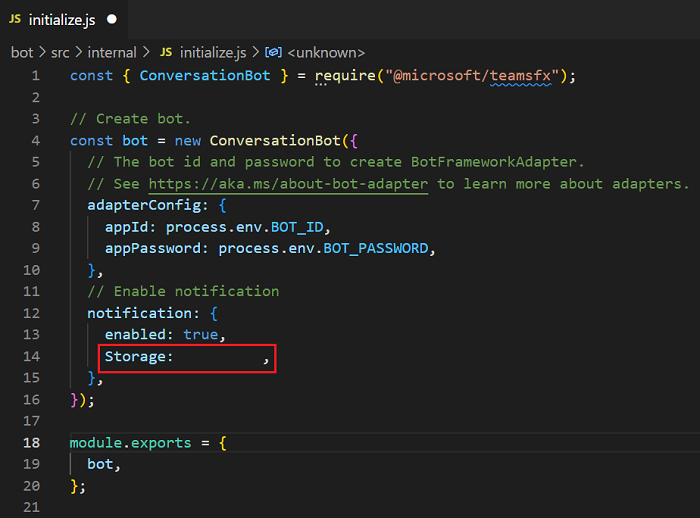 JS initialize.js ●
bot > src > internal > JS initialize.js > <unknown>
1 const { ConversationBot } = require("@microsoft/teamsfx");
2
3 // Create bot.
4 const bot = new ConversationBot({
5 // The bot id and password to create BotFrameworkAdapter.
6 // See https://aka.ms/about-bot-adapter to learn more about adapters.
7 adapterConfig: {
8 appId: process.env.BOT_ID,
9 appPassword: process.env.BOT_PASSWORD,
10 },
11 // Enable notification
12 notification: {
13 enabled: true,
14 Storage: ,
15 },
16 });
17
18 module.exports = {
19 bot,
20 };
21